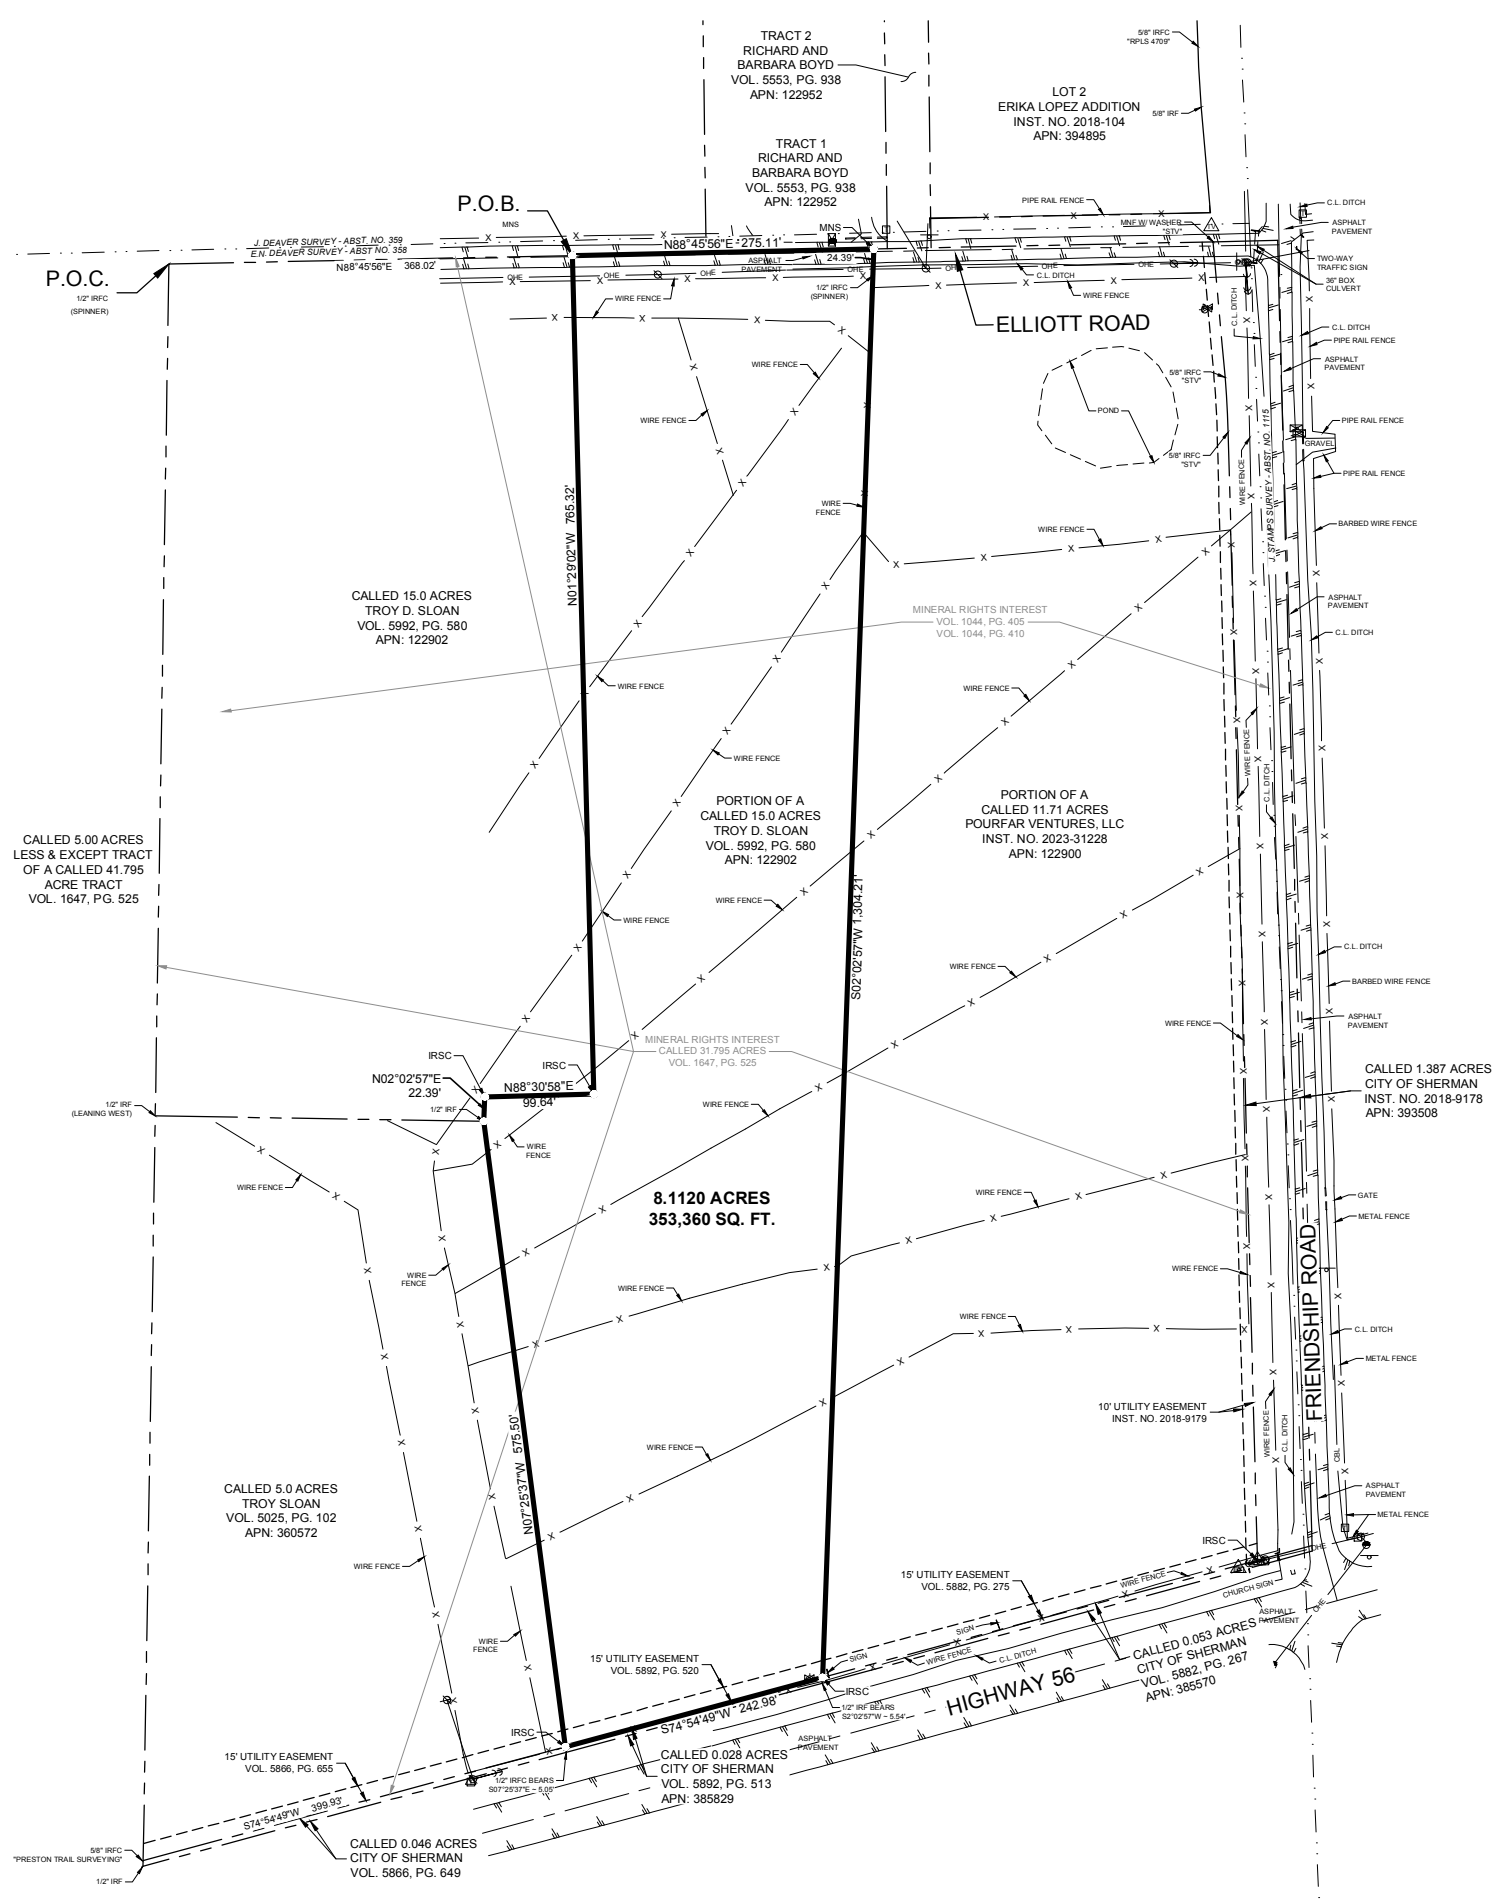 TRACT 2
RICHARD AND
BARBARA BOYD
VOL. 5553, PG. 938
APN: 122952
5/8" IRFC
"RPLS 4709"
LOT 2
ERIKA LOPEZ ADDITION
INST. NO. 2018-104
APN: 394895
5/8" IRF
TRACT 1
RICHARD AND
BARBARA BOYD
VOL. 5553, PG. 938
APN: 122952
P.O.B.
MNS
MNS
PIPE RAIL FENCE
MNF W/ WASHER
"STV"
C.L. DITCH
ASPHALT
PAVEMENT
J. DEAVER SURVEY - ABST. NO. 359
E.N. DEAVER SURVEY - ABST. NO. 358
N88°45'56"E 368.02'
N88°45'56"E - 275.11'
24.39'
ASPHALT
PAVEMENT
P.O.C.
1/2" IRFC
(SPINNER)
OHE
OHE
OHE
OHE
OHE
OHE
C.L. DITCH
1/2" IRFC
(SPINNER)
WIRE FENCE
WIRE FENCE
TWO-WAY
TRAFFIC SIGN
36" BOX
CULVERT
ELLIOTT ROAD
C.L. DITCH
C.L. DITCH
PIPE RAIL FENCE
ASPHALT
PAVEMENT
WIRE FENCE
WIRE FENCE
5/8" IRFC
"STV"
POND
5/8" IRFC
"STV"
PIPE RAIL FENCE
GRAVEL
PIPE RAIL FENCE
J. STAMPS SURVEY - ABST. NO. 1115
WIRE FENCE
N01°29'02"W 765.32'
WIRE
FENCE
WIRE FENCE
BARBED WIRE FENCE
CALLED 15.0 ACRES
TROY D. SLOAN
VOL. 5992, PG. 580
APN: 122902
MINERAL RIGHTS INTEREST
VOL. 1044, PG. 405
VOL. 1044, PG. 410
ASPHALT
PAVEMENT
C.L. DITCH
WIRE FENCE
WIRE FENCE
WIRE FENCE
WIRE FENCE
C.L. DITCH
PORTION OF A
CALLED 15.0 ACRES
TROY D. SLOAN
VOL. 5992, PG. 580
APN: 122902
PORTION OF A
CALLED 11.71 ACRES
POURFAR VENTURES, LLC
INST. NO. 2023-31228
APN: 122900
CALLED 5.00 ACRES
LESS & EXCEPT TRACT
OF A CALLED 41.795
ACRE TRACT
VOL. 1647, PG. 525
WIRE FENCE
WIRE FENCE
S02°02'57"W 1,304.21'
WIRE FENCE
C.L. DITCH
BARBED WIRE FENCE
WIRE FENCE
ASPHALT
PAVEMENT
MINERAL RIGHTS INTEREST
CALLED 31.795 ACRES
VOL. 1647, PG. 525
IRSC
IRSC
N02°02'57"E
22.39'
N88°30'58"E
99.64'
1/2" IRF
(LEANING WEST)
1/2" IRF
WIRE
FENCE
WIRE FENCE
CALLED 1.387 ACRES
CITY OF SHERMAN
INST. NO. 2018-9178
APN: 393508
WIRE FENCE
8.1120 ACRES
353,360 SQ. FT.
WIRE FENCE
GATE
METAL FENCE
WIRE
FENCE
WIRE FENCE
WIRE FENCE
WIRE FENCE
C.L. DITCH
METAL FENCE
FRIENDSHIP ROAD
10' UTILITY EASEMENT
INST. NO. 2018-9179
WIRE FENCE
C.L. DITCH
CBL
N07°25'37"W 575.50'
WIRE FENCE
CALLED 5.0 ACRES
TROY SLOAN
VOL. 5025, PG. 102
APN: 360572
ASPHALT
PAVEMENT
METAL FENCE
IRSC
OHE
WIRE FENCE
15' UTILITY EASEMENT
VOL. 5882, PG. 275
WIRE FENCE
CHURCH SIGN
ASPHALT
PAVEMENT
OHE
WIRE
FENCE
SIGN
SIGN
WIRE FENCE
C.L. DITCH
15' UTILITY EASEMENT
VOL. 5892, PG. 520
CALLED 0.053 ACRES
CITY OF SHERMAN
VOL. 5882, PG. 267
APN: 385570
HIGHWAY 56
IRSC
1/2" IRF BEARS
S2°02'57"W ~ 5.54'
S74°54'49"W - 242.98'
IRSC
ASPHALT
PAVEMENT
15' UTILITY EASEMENT
VOL. 5866, PG. 655
1/2" IRFC BEARS
S07°25'37"E ~ 5.05'
CALLED 0.028 ACRES
CITY OF SHERMAN
VOL. 5892, PG. 513
APN: 385829
S74°54'49"W 399.93'
CALLED 0.046 ACRES
CITY OF SHERMAN
VOL. 5866, PG. 649
5/8" IRFC
"PRESTON TRAIL SURVEYING"
1/2" IRF